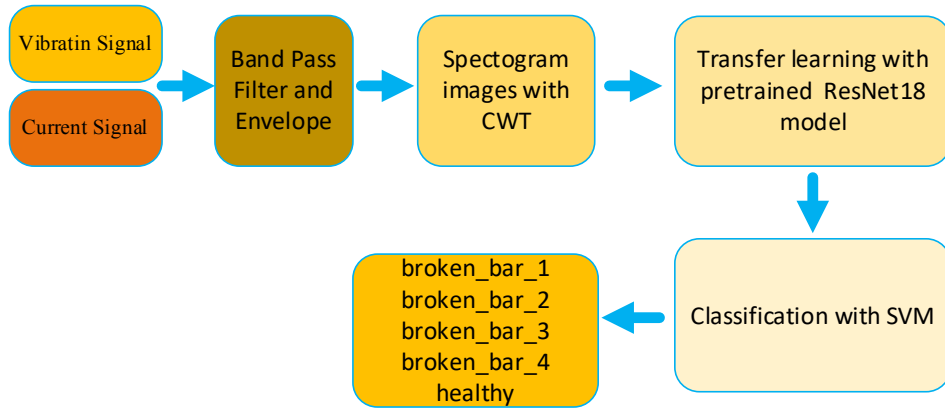 Vibratin Signal
Current Signal
Band Pass
Filter and
Envelope
Spectogram
images with
CWT
Transfer learning with
pretrained ResNet18
model
Classification with SVM
broken_bar_1
broken_bar_2
broken_bar_3
broken_bar_4
healthy